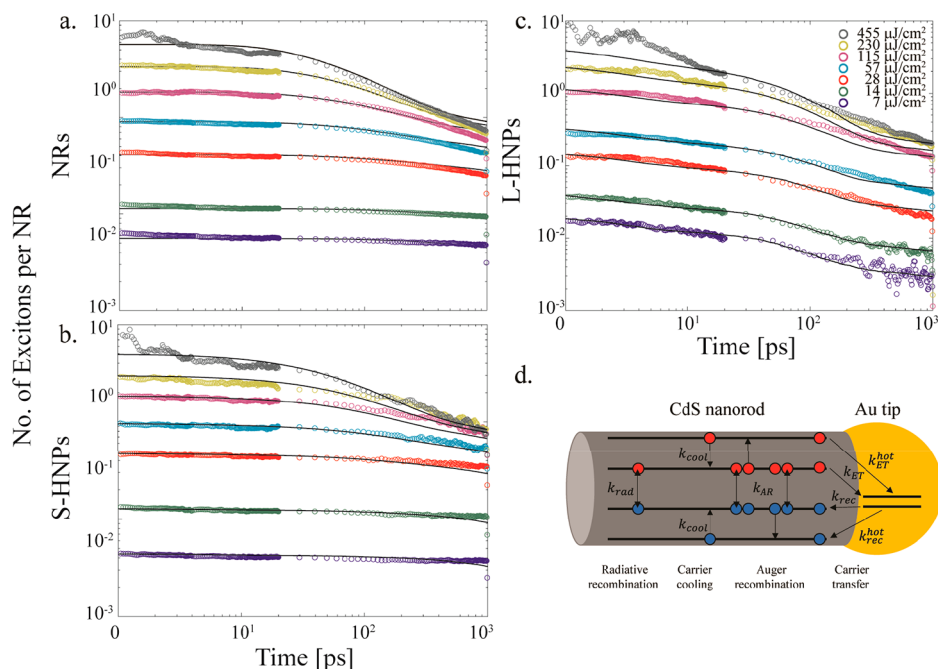 a.
NRs
10¹
10⁰
10⁻¹
10⁻²
10⁻³
b.
S-HNPs
10¹
10⁰
10⁻¹
10⁻²
10⁻³
0
10¹
10²
10³
Time [ps]
No. of Excitons per NR
c.
L-HNPs
10¹
10⁰
10⁻¹
10⁻²
10⁻³
0
10¹
10²
10³
Time [ps]
455 µJ/cm²
230 µJ/cm²
115 µJ/cm²
57 µJ/cm²
28 µJ/cm²
14 µJ/cm²
7 µJ/cm²
d.
CdS nanorod
Au tip
k_cool
k_ET^hot
k_ET
k_rad
k_AR
k_rec
k_cool
k_rec^hot
Radiative recombination
Carrier cooling
Auger recombination
Carrier transfer